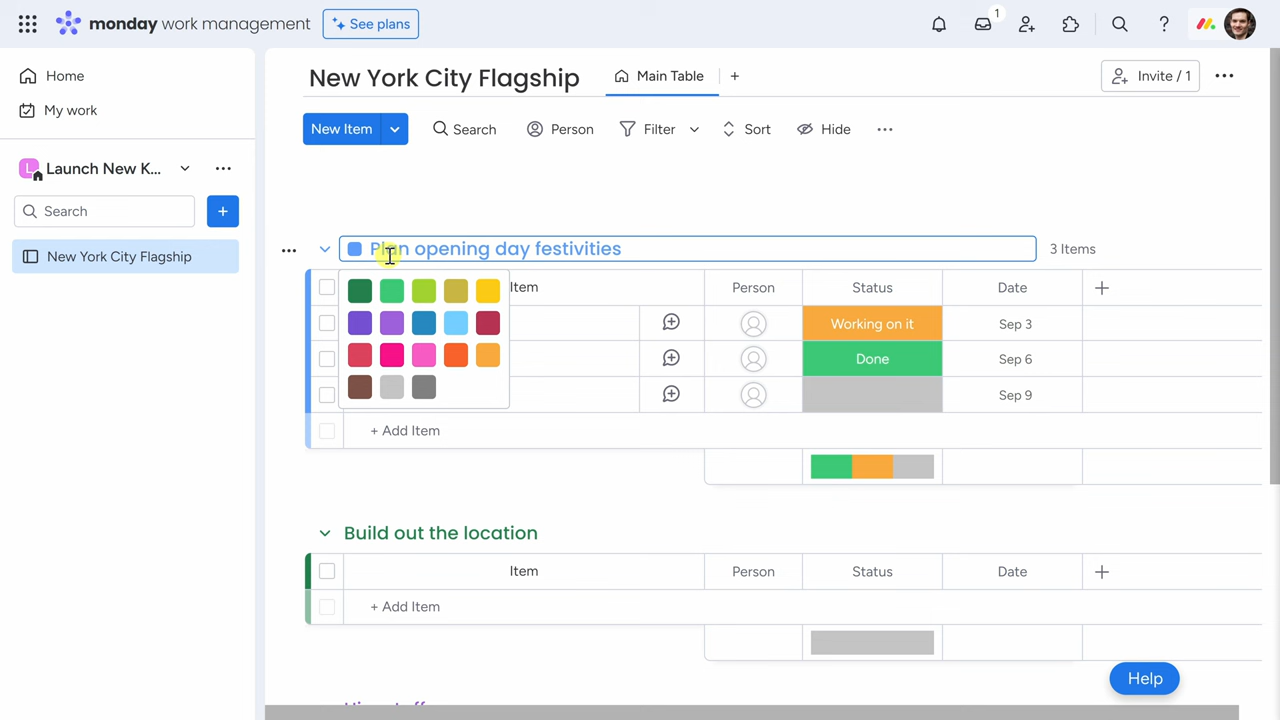 monday work management
See plans
1
Home
My work
L
Launch New K...
Search
New York City Flagship
New York City Flagship
Main Table
Invite / 1
New Item
Search
Person
Filter
Sort
Hide
Plan opening day festivities
3 Items
Item
Person
Status
Date
Working on it
Sep 3
Done
Sep 6
Sep 9
+ Add Item
Build out the location
Item
Person
Status
Date
+ Add Item
Help